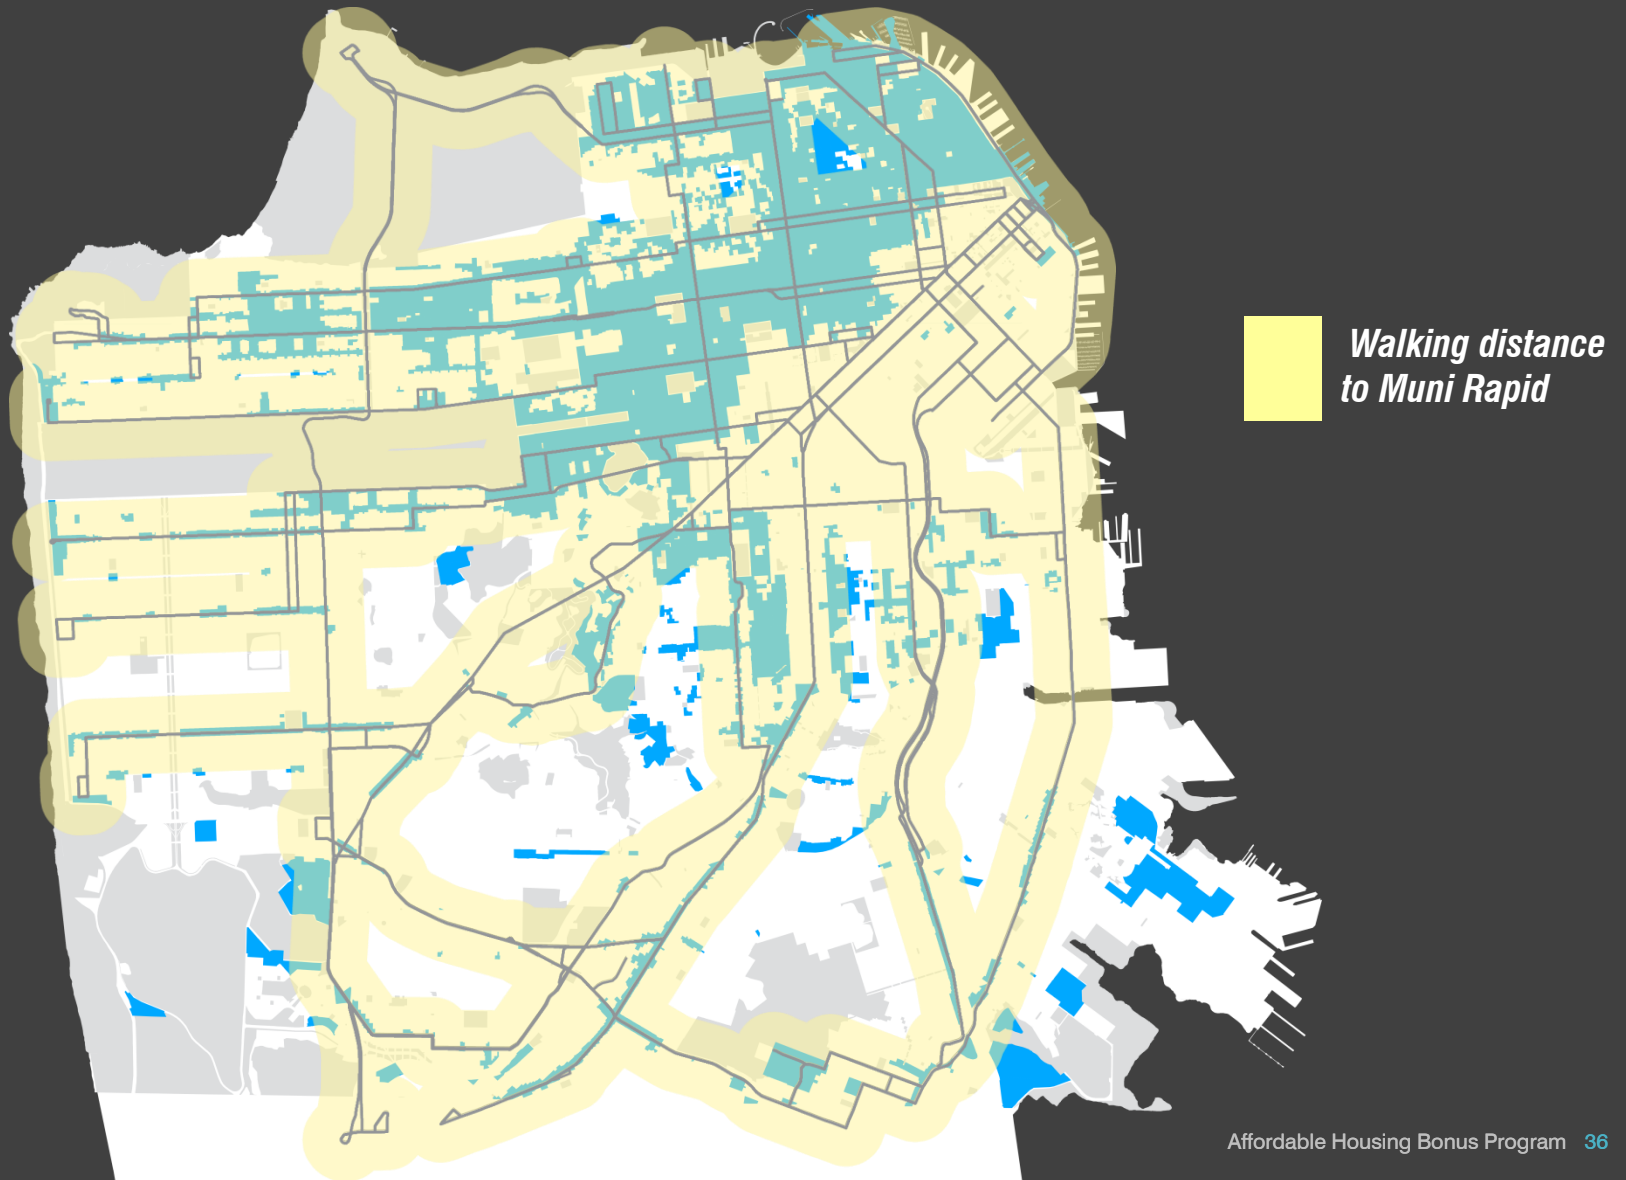 Walking distance
to Muni Rapid
Affordable Housing Bonus Program 36